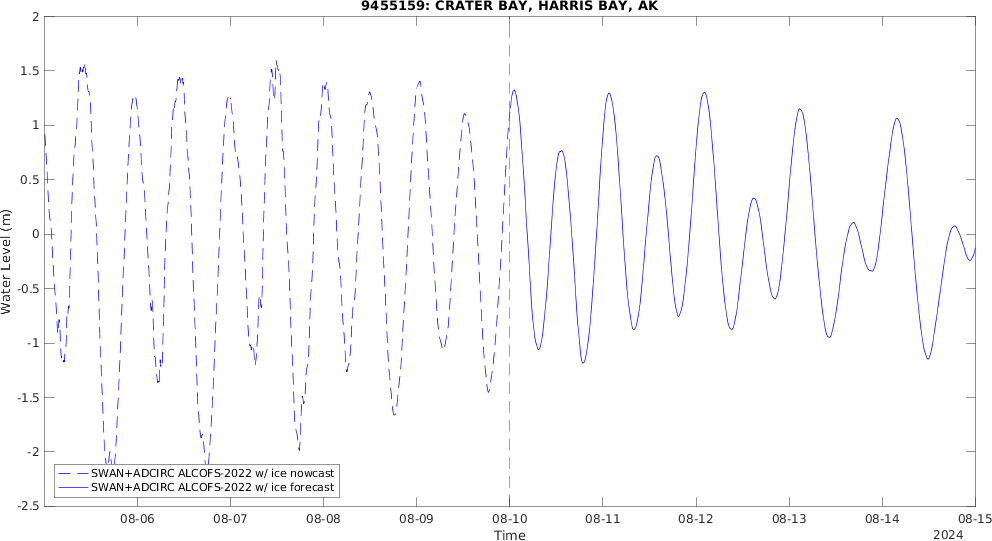 9455159: CRATER BAY, HARRIS BAY, AK
2
1.5
1
0.5
0
-0.5
-1
-1.5
-2
-2.5
Water Level (m)
SWAN+ADCIRC ALCOFS-2022 w/ ice nowcast
SWAN+ADCIRC ALCOFS-2022 w/ ice forecast
08-06 08-07 08-08 08-09 08-10 08-11 08-12 08-13 08-14 08-15
Time
2024